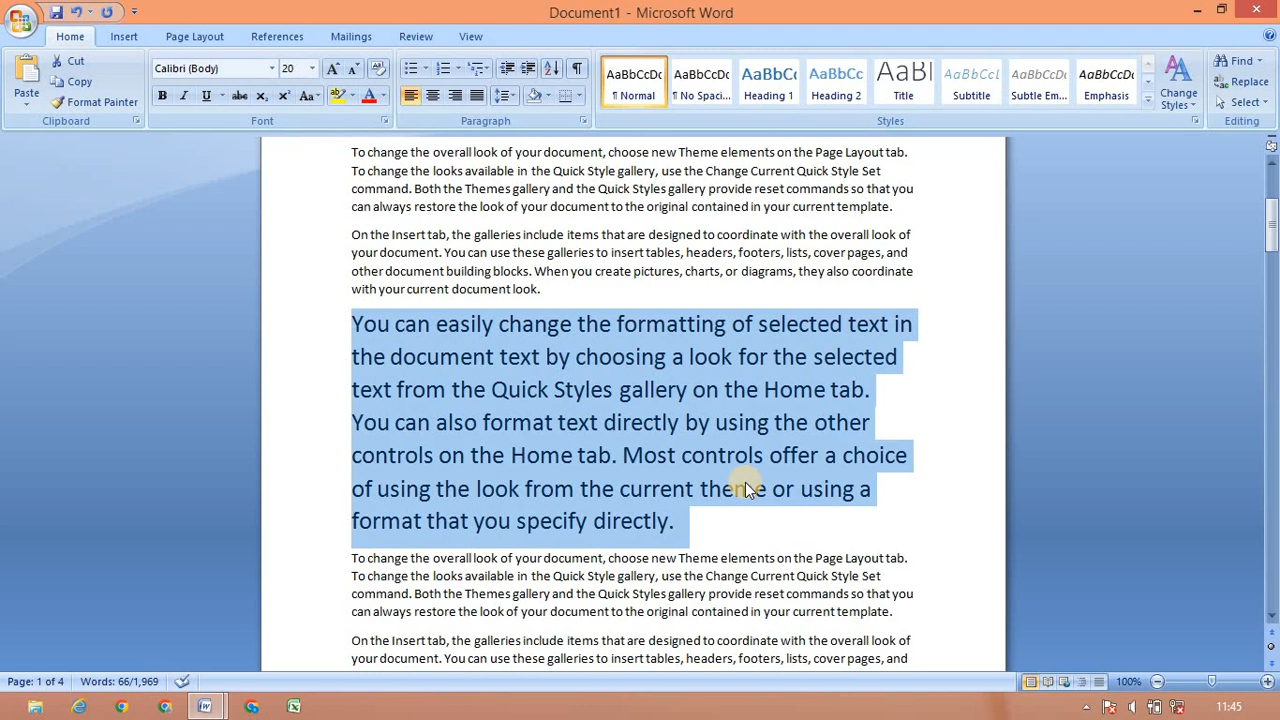 Document1 - Microsoft Word
Home Insert Page Layout References Mailings Review View
Paste
Cut
Copy
Format Painter
Clipboard
Calibri (Body) 20
B I U abc x₂ x² Aa
Font
Paragraph
AaBbCcDc AaBbCcDc AaBbC AaBbCc AaBl AaBbCcL AaBbCcDc AaBbCcDc
¶ Normal ¶ No Spaci... Heading 1 Heading 2 Title Subtitle Subtle Em... Emphasis
Styles
Change
Styles
Find
Replace
Select
Editing
To change the overall look of your document, choose new Theme elements on the Page Layout tab.
To change the looks available in the Quick Style gallery, use the Change Current Quick Style Set
command. Both the Themes gallery and the Quick Styles gallery provide reset commands so that you
can always restore the look of your document to the original contained in your current template.
On the Insert tab, the galleries include items that are designed to coordinate with the overall look of
your document. You can use these galleries to insert tables, headers, footers, lists, cover pages, and
other document building blocks. When you create pictures, charts, or diagrams, they also coordinate
with your current document look.
You can easily change the formatting of selected text in
the document text by choosing a look for the selected
text from the Quick Styles gallery on the Home tab.
You can also format text directly by using the other
controls on the Home tab. Most controls offer a choice
of using the look from the current theme or using a
format that you specify directly.
To change the overall look of your document, choose new Theme elements on the Page Layout tab.
To change the looks available in the Quick Style gallery, use the Change Current Quick Style Set
command. Both the Themes gallery and the Quick Styles gallery provide reset commands so that you
can always restore the look of your document to the original contained in your current template.
On the Insert tab, the galleries include items that are designed to coordinate with the overall look of
your document. You can use these galleries to insert tables, headers, footers, lists, cover pages, and
Page: 1 of 4 Words: 66/1,969 100%
11:45